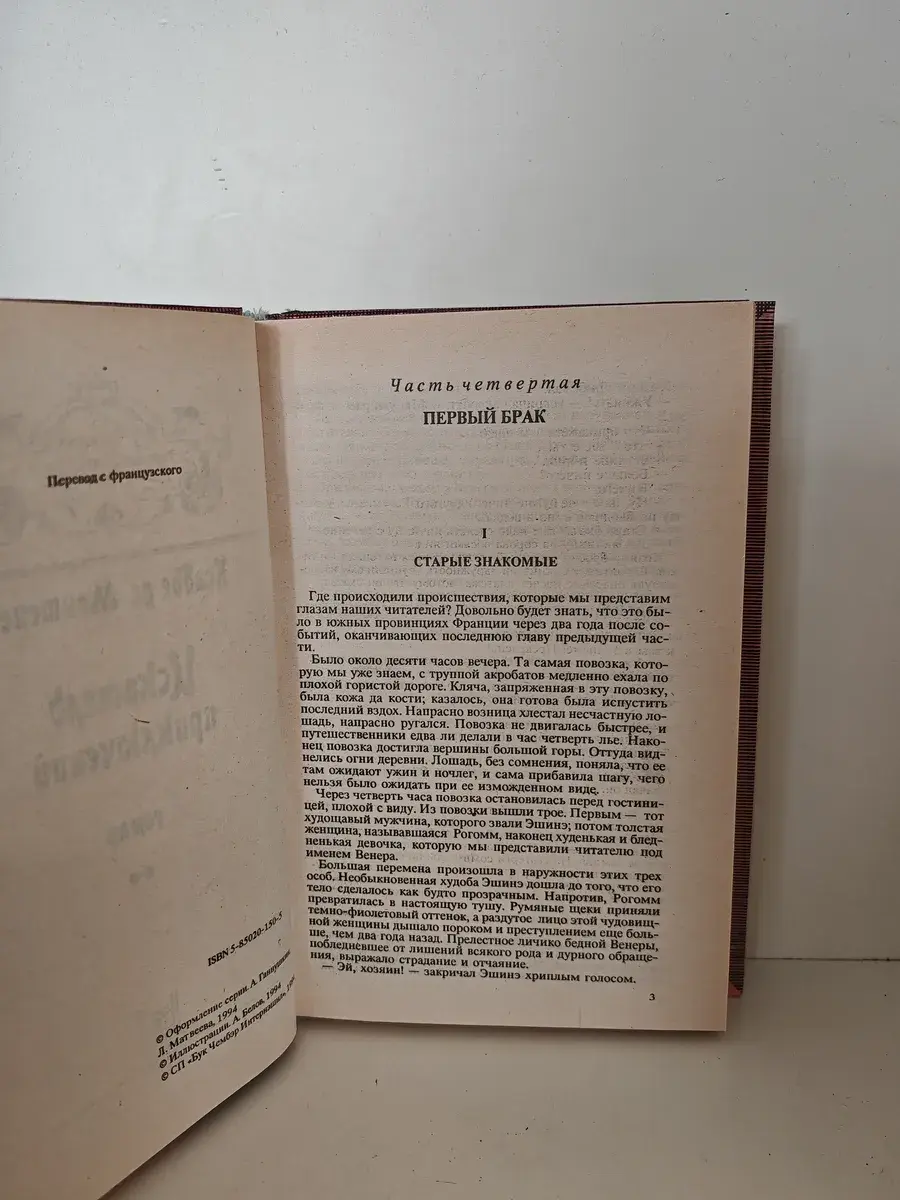 Перевод с французского
ISBN 5-85020-150-5
© Оформление серии. А.
Л. Матвеева, 1994
© Иллюстрации. А. Белов, 1994
© СП «Бук Чембэр Интернэшнл»,
Часть четвертая
ПЕРВЫЙ БРАК
I
СТАРЫЕ ЗНАКОМЫЕ
Где происходили происшествия, которые мы представим
глазам наших читателей? Довольно будет знать, что это бы-
ло в южных провинциях Франции через два года после со-
бытий, оканчивающих последнюю главу предыдущей час-
ти.
Было около десяти часов вечера. Та самая повозка, кото-
рую мы уже знаем, с труппой акробатов медленно ехала по
плохой гористой дороге. Кляча, запряженная в эту повозку,
была кожа да кости; казалось, она готова была испустить
последний вздох. Напрасно возница хлестал несчастную ло-
шадь, напрасно ругался. Повозка не двигалась быстрее, и
путешественники едва ли делали в час четверть лье. Нако-
нец повозка достигла вершины большой горы. Оттуда вид-
нелись огни деревни. Лошадь, без сомнения, поняла, что ее
там ожидают ужин и ночлег, и сама прибавила шагу, чего
нельзя было ожидать при ее изможденном виде.
Через четверть часа повозка остановилась перед гостини-
цей, плохой с виду. Из повозки вышли трое. Первым — тот
худощавый мужчина, которого звали Эшинэ; потом толстая
женщина, называвшаяся Рогомм, наконец худенькая и блед-
ненькая девочка, которую мы представили читателю под
именем Венера.
Большая перемена произошла в наружности этих трех
особ. Необыкновенная худоба Эшинэ дошла до того, что его
тело сделалось как будто прозрачным. Напротив, Рогомм
превратилась в настоящую тушу. Румяные щеки приняли
темно-фиолетовый оттенок, а раздутое лицо этой чудовищ-
ной женщины дышало пороком и преступлением еще боль-
ше, чем два года назад. Прелестное личико бедной Венеры,
побледневшее от лишений всякого рода и дурного обраще-
ния, выражало страдание и отчаяние.
— Эй, хозяин! — закричал Эшинэ хриплым голосом.
3